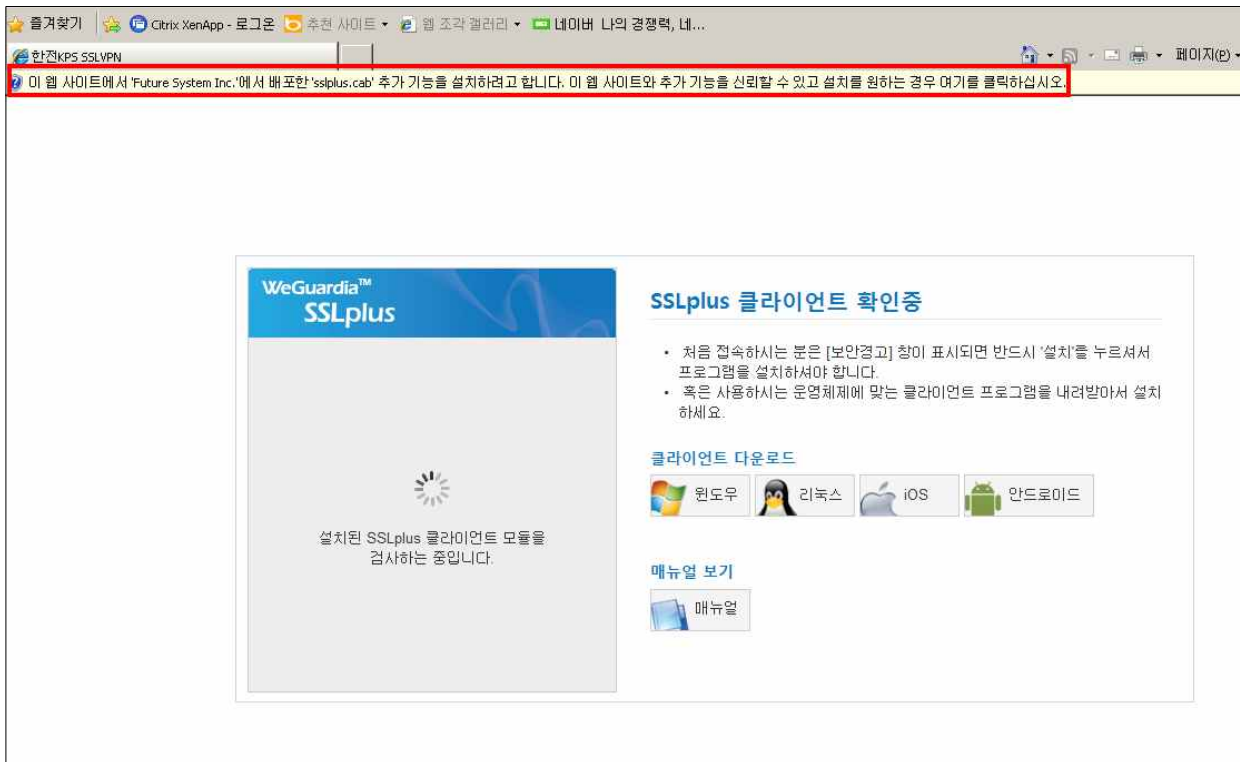 즐겨찾기 Citrix XenApp - 로그온 추천 사이트 웹 조각 갤러리 네이버 나의 경쟁력, 네...
한전KPS SSLVPN 페이지(P)
이 웹 사이트에서 'Future System Inc.'에서 배포한 'sslplus.cab' 추가 기능을 설치하려고 합니다. 이 웹 사이트와 추가 기능을 신뢰할 수 있고 설치를 원하는 경우 여기를 클릭하십시오.
WeGuardia™
SSLplus
SSLplus 클라이언트 확인중
• 처음 접속하시는 분은 [보안경고] 창이 표시되면 반드시 '설치'를 누르셔서
프로그램을 설치하셔야 합니다.
• 혹은 사용하시는 운영체제에 맞는 클라이언트 프로그램을 내려받아서 설치
하세요.
클라이언트 다운로드
윈도우 리눅스 iOS 안드로이드
설치된 SSLplus 클라이언트 모듈을
검사하는 중입니다.
매뉴얼 보기
매뉴얼